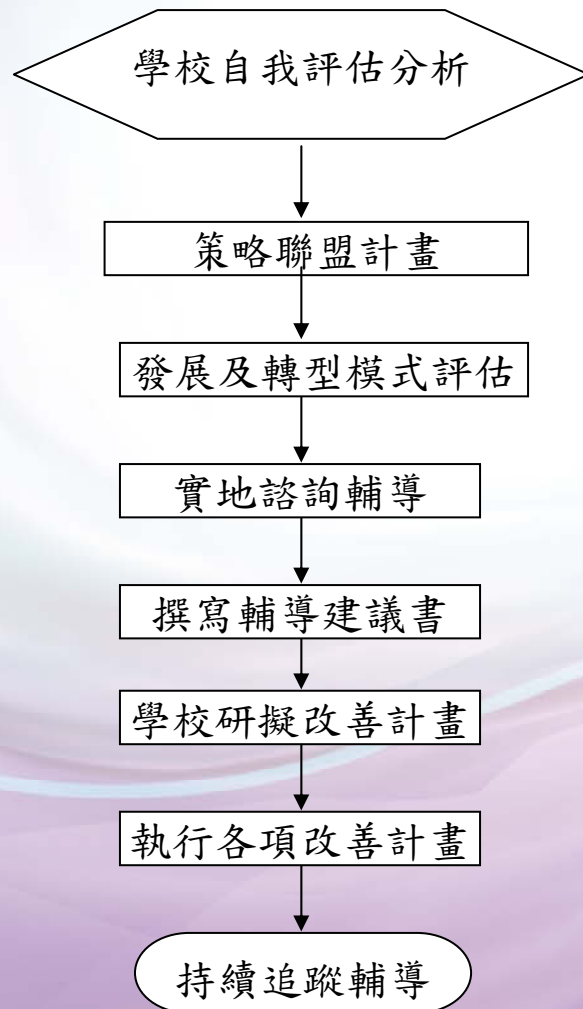 學校自我評估分析
策略聯盟計畫
發展及轉型模式評估
實地諮詢輔導
撰寫輔導建議書
學校研擬改善計畫
執行各項改善計畫
持續追蹤輔導